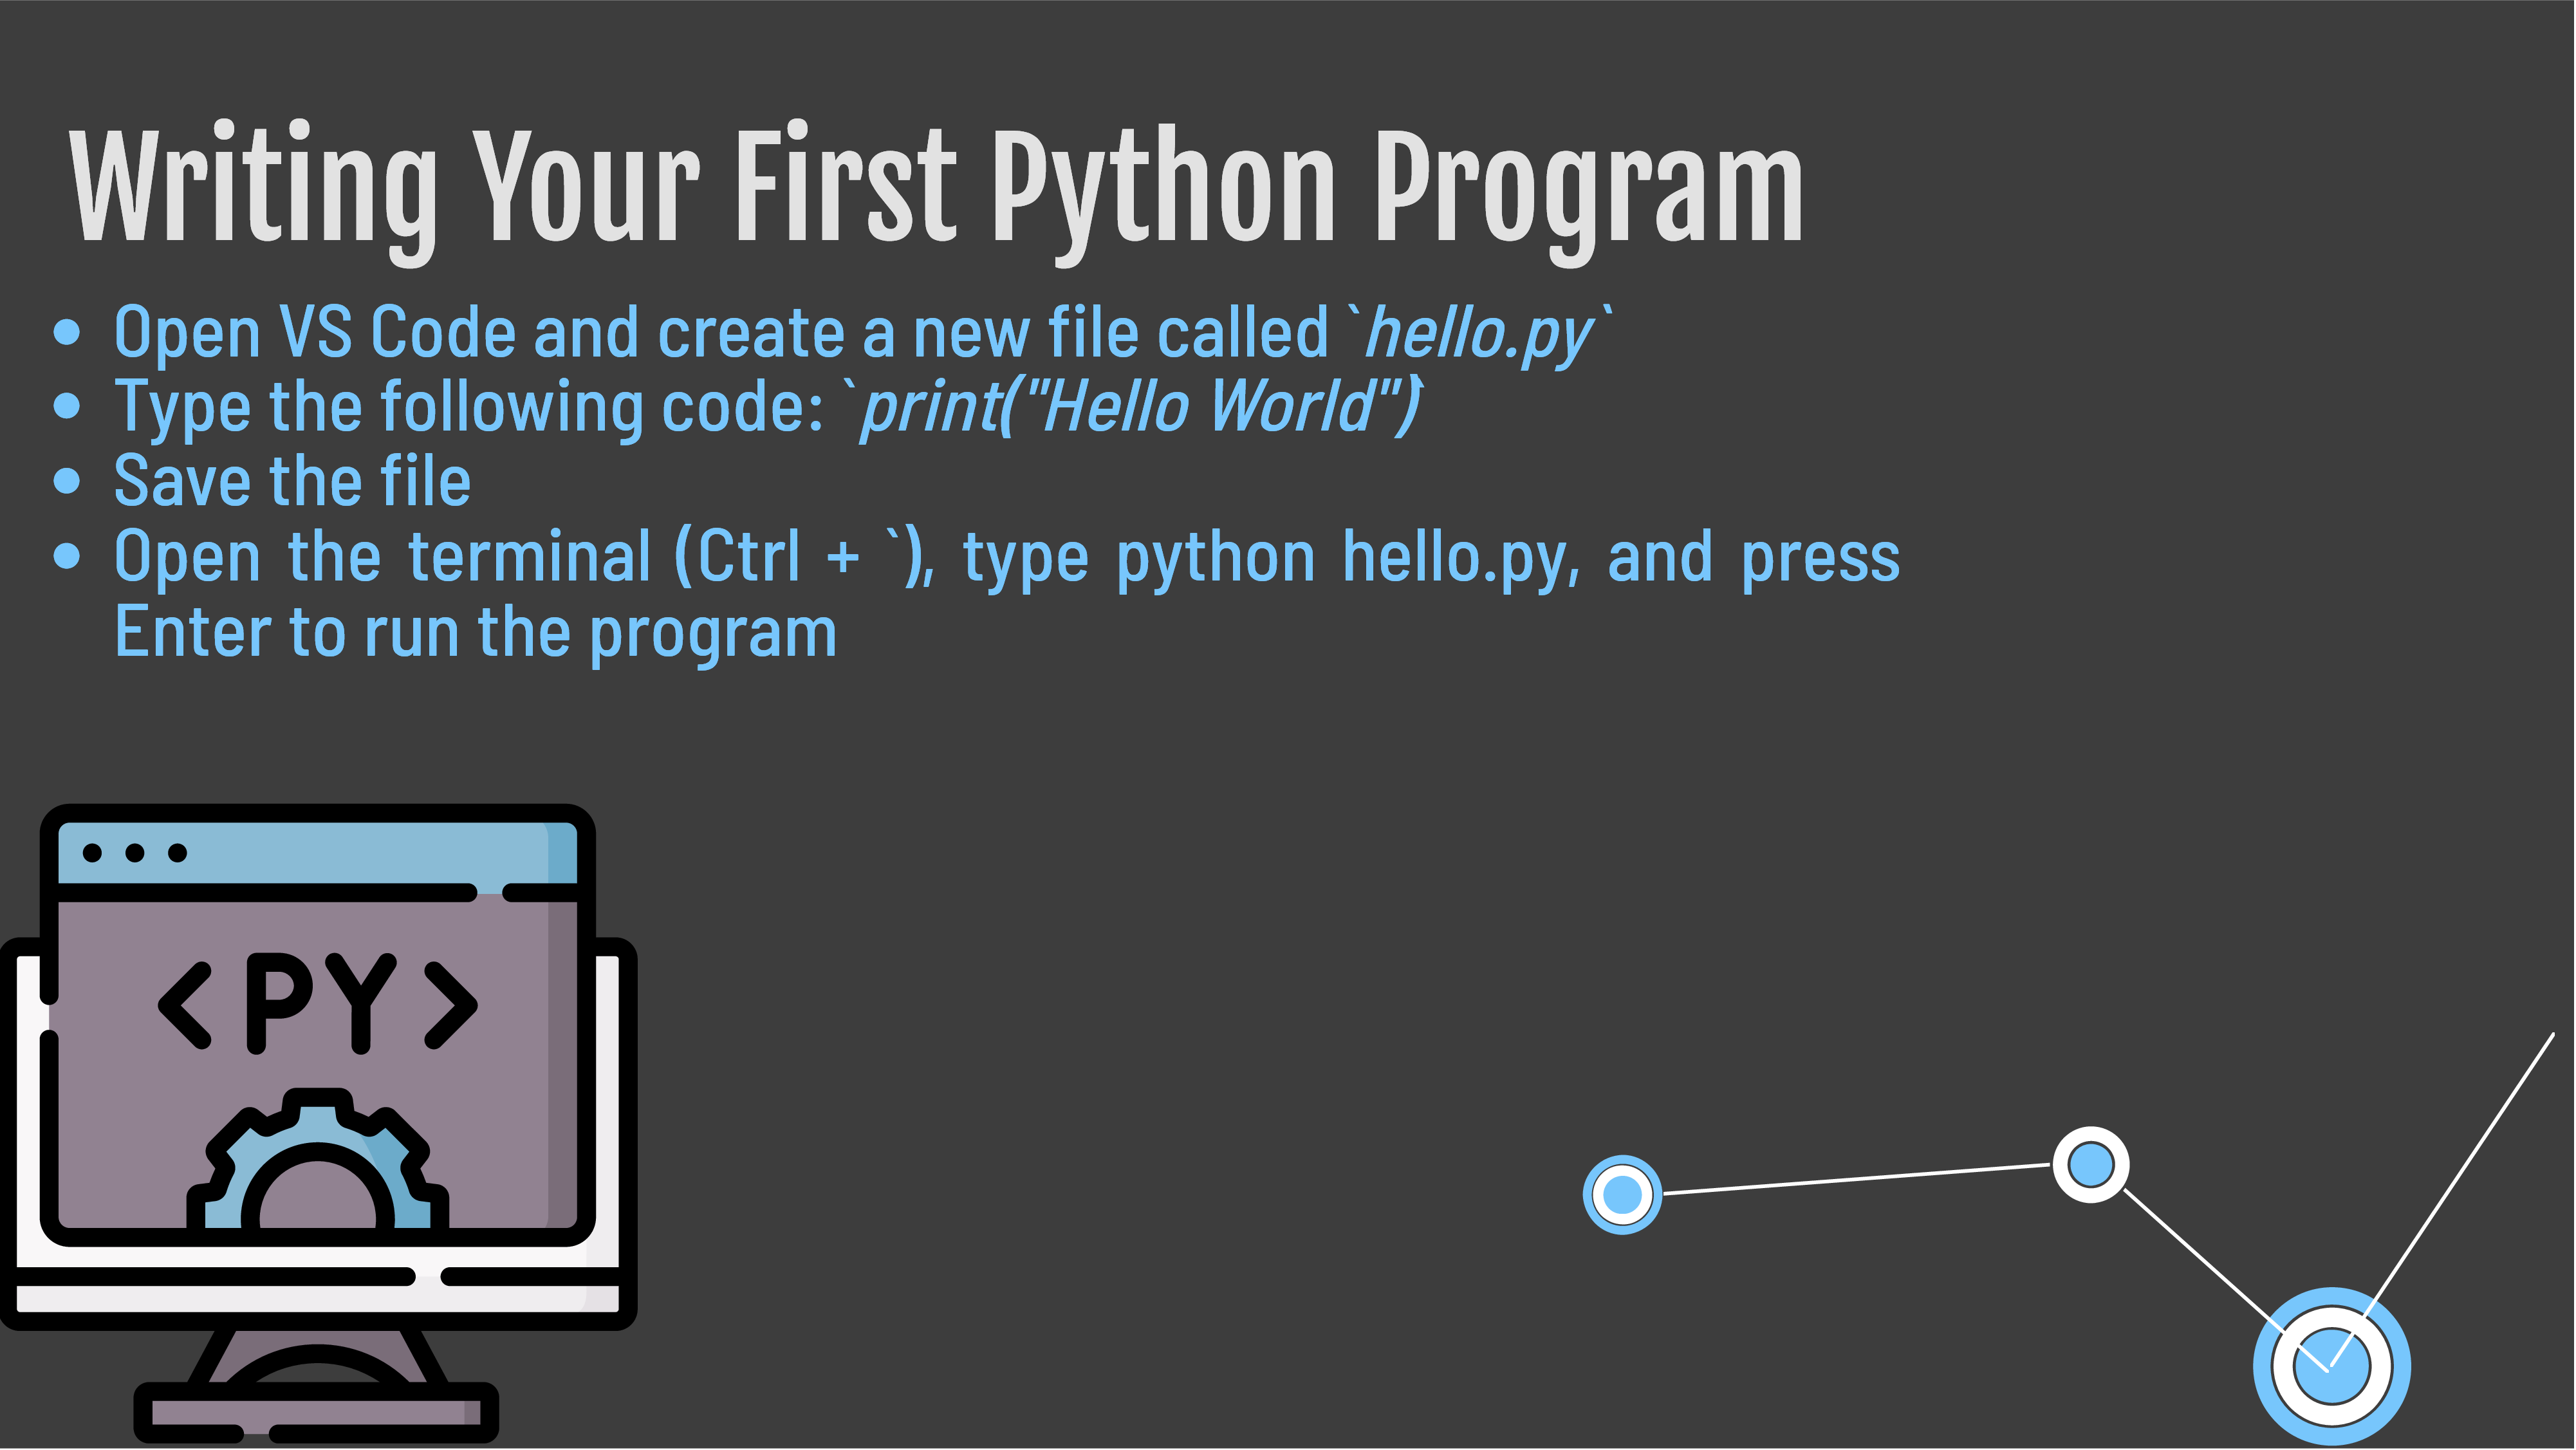 Writing Your First Python Program
• Open VS Code and create a new file called `hello.py`
• Type the following code: `print("Hello World")`
• Save the file
• Open the terminal (Ctrl + `), type python hello.py, and press
Enter to run the program
<PY>